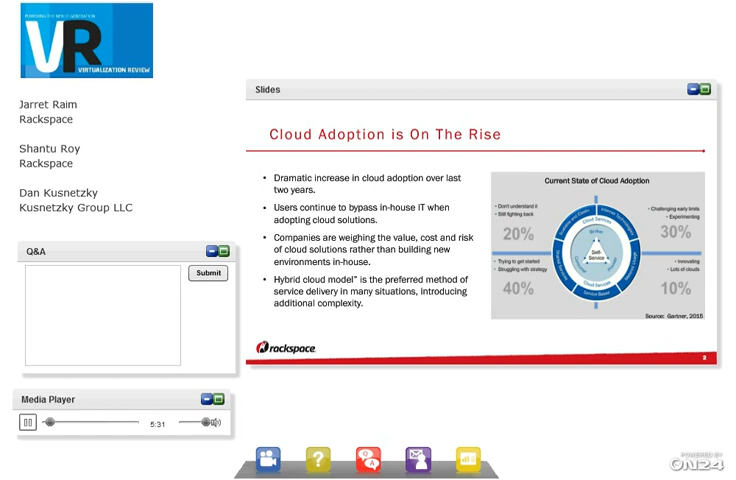 VR
VIRTUALIZATION REVIEW
Jarret Raim
Rackspace
Shantu Roy
Rackspace
Dan Kusnetzky
Kusnetzky Group LLC
Q&A
Submit
Media Player
5:31
Slides
Cloud Adoption is On The Rise
• Dramatic increase in cloud adoption over last
two years.
• Users continue to bypass in-house IT when
adopting cloud solutions.
• Companies are weighing the value, cost and risk
of cloud solutions rather than building new
environments in-house.
• Hybrid cloud model" is the preferred method of
service delivery in many situations, introducing
additional complexity.
Current State of Cloud Adoption
• Don't understand it
• Still fighting back
20%
• Challenging early limits
• Experimenting
30%
• Trying to get started
• Struggling with strategy
40%
• Innovating
• Lots of clouds
10%
Cloud Services
Self-
Service
Cloud Services
Source: Gartner, 2015
rackspace
2
?
Q
A
POWERED BY
ON24